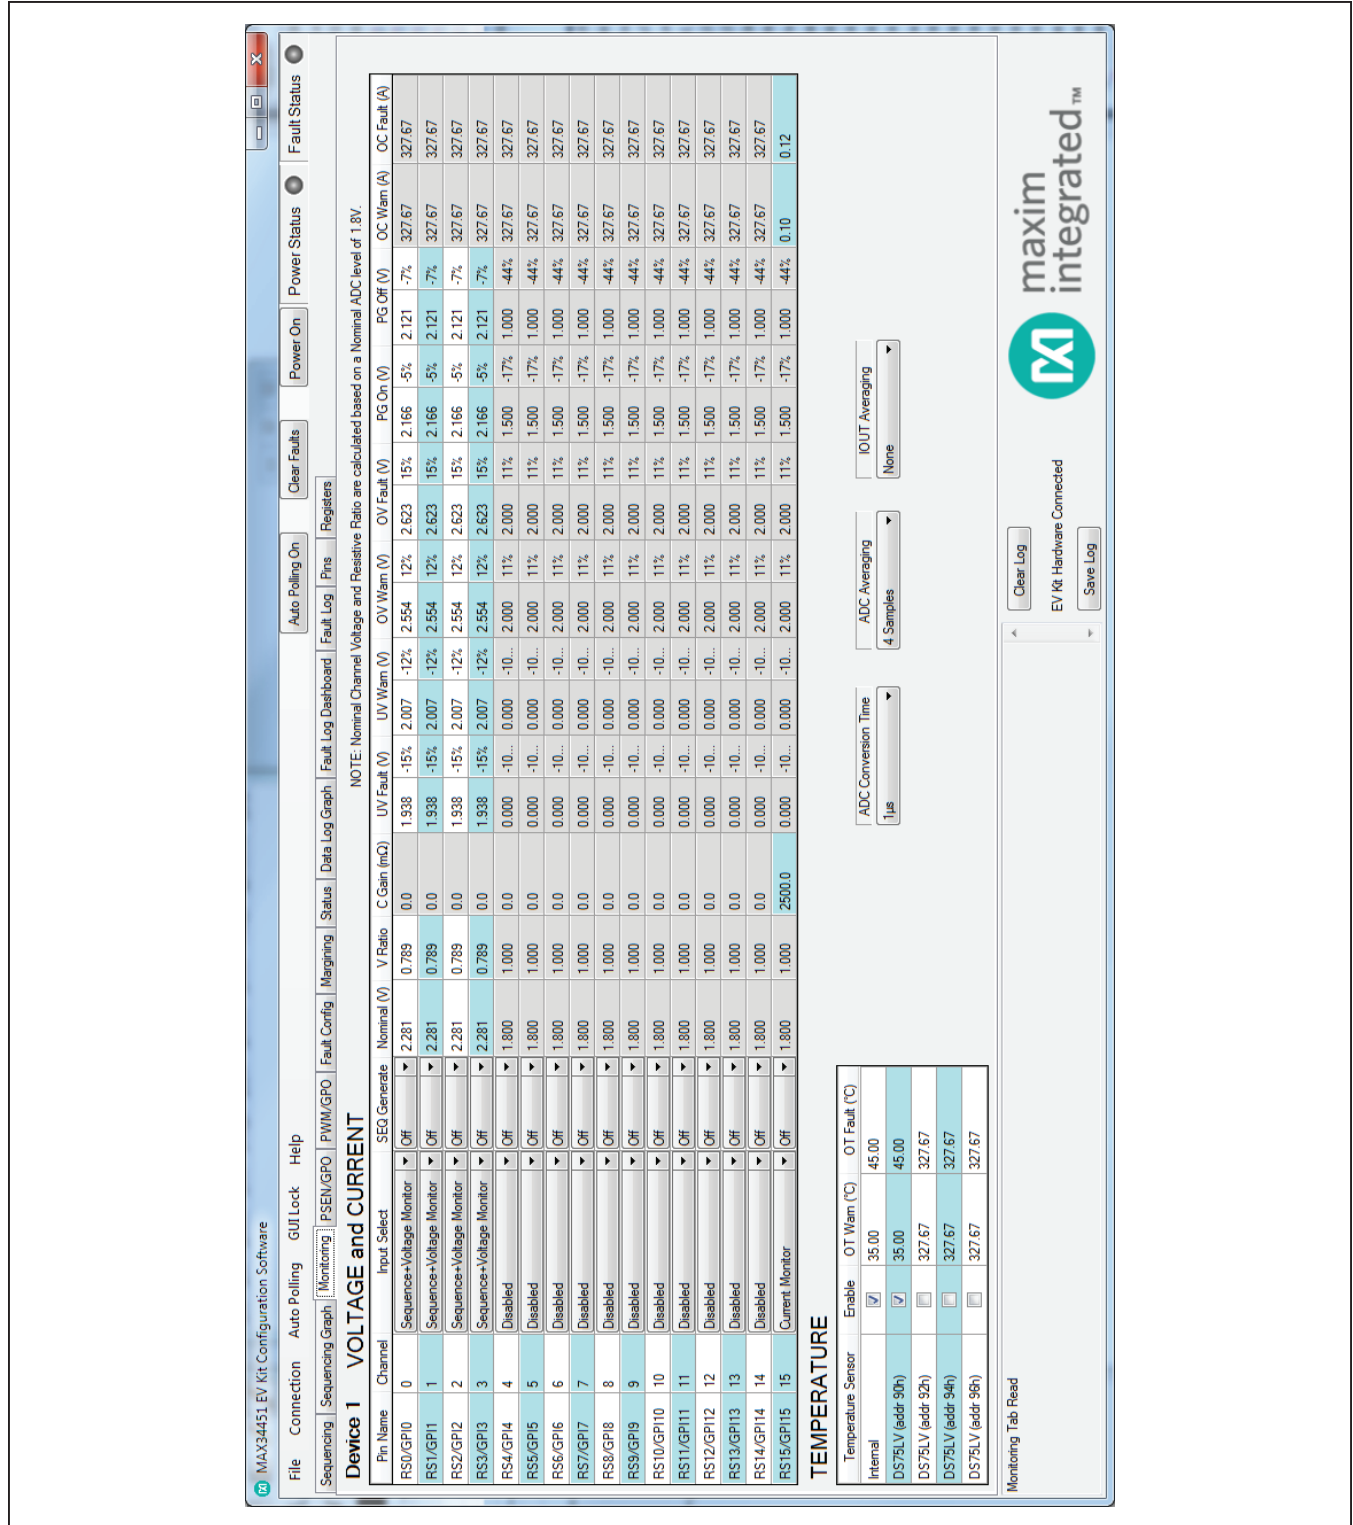 MAX34451 EV Kit Configuration Software
File Connection Auto Polling GUI Lock Help Auto Polling On Clear Faults Power On Power Status Fault Status
Sequencing Sequencing Graph Monitoring PSEN/GPO PWM/GPO Fault Config Margining Status Data Log Graph Fault Log Dashboard Fault Log Pins Registers
Device 1 VOLTAGE and CURRENT NOTE: Nominal Channel Voltage and Resistive Ratio are calculated based on a Nominal ADC level of 1.8V.
Pin Name Channel Input Select SEQ Generate Nominal (V) V Ratio C Gain (mΩ) UV Fault (V) UV Warn (V) OV Warn (V) OV Fault (V) PG On (V) PG Off (V) OC Warn (A) OC Fault (A)
RS0/GPI0 0 Sequence+Voltage Monitor Off 2.281 0.789 0.0 1.938 -15% 2.007 -12% 2.554 12% 2.623 15% 2.166 -5% 2.121 -7% 327.67 327.67
RS1/GPI1 1 Sequence+Voltage Monitor Off 2.281 0.789 0.0 1.938 -15% 2.007 -12% 2.554 12% 2.623 15% 2.166 -5% 2.121 -7% 327.67 327.67
RS2/GPI2 2 Sequence+Voltage Monitor Off 2.281 0.789 0.0 1.938 -15% 2.007 -12% 2.554 12% 2.623 15% 2.166 -5% 2.121 -7% 327.67 327.67
RS3/GPI3 3 Sequence+Voltage Monitor Off 2.281 0.789 0.0 1.938 -15% 2.007 -12% 2.554 12% 2.623 15% 2.166 -5% 2.121 -7% 327.67 327.67
RS4/GPI4 4 Disabled Off 1.800 1.000 0.0 0.000 -10... 0.000 -10... 2.000 11% 2.000 11% 1.500 -17% 1.000 -44% 327.67 327.67
RS5/GPI5 5 Disabled Off 1.800 1.000 0.0 0.000 -10... 0.000 -10... 2.000 11% 2.000 11% 1.500 -17% 1.000 -44% 327.67 327.67
RS6/GPI6 6 Disabled Off 1.800 1.000 0.0 0.000 -10... 0.000 -10... 2.000 11% 2.000 11% 1.500 -17% 1.000 -44% 327.67 327.67
RS7/GPI7 7 Disabled Off 1.800 1.000 0.0 0.000 -10... 0.000 -10... 2.000 11% 2.000 11% 1.500 -17% 1.000 -44% 327.67 327.67
RS8/GPI8 8 Disabled Off 1.800 1.000 0.0 0.000 -10... 0.000 -10... 2.000 11% 2.000 11% 1.500 -17% 1.000 -44% 327.67 327.67
RS9/GPI9 9 Disabled Off 1.800 1.000 0.0 0.000 -10... 0.000 -10... 2.000 11% 2.000 11% 1.500 -17% 1.000 -44% 327.67 327.67
RS10/GPI10 10 Disabled Off 1.800 1.000 0.0 0.000 -10... 0.000 -10... 2.000 11% 2.000 11% 1.500 -17% 1.000 -44% 327.67 327.67
RS11/GPI11 11 Disabled Off 1.800 1.000 0.0 0.000 -10... 0.000 -10... 2.000 11% 2.000 11% 1.500 -17% 1.000 -44% 327.67 327.67
RS12/GPI12 12 Disabled Off 1.800 1.000 0.0 0.000 -10... 0.000 -10... 2.000 11% 2.000 11% 1.500 -17% 1.000 -44% 327.67 327.67
RS13/GPI13 13 Disabled Off 1.800 1.000 0.0 0.000 -10... 0.000 -10... 2.000 11% 2.000 11% 1.500 -17% 1.000 -44% 327.67 327.67
RS14/GPI14 14 Disabled Off 1.800 1.000 0.0 0.000 -10... 0.000 -10... 2.000 11% 2.000 11% 1.500 -17% 1.000 -44% 327.67 327.67
RS15/GPI15 15 Current Monitor Off 1.800 1.000 2500.0 0.000 -10... 0.000 -10... 2.000 11% 2.000 11% 1.500 -17% 1.000 -44% 0.10 0.12
TEMPERATURE
Temperature Sensor Enable OT Warn (°C) OT Fault (°C)
Internal 35.00 45.00
DS75LV (addr 90h) 35.00 45.00
DS75LV (addr 92h) 327.67 327.67
DS75LV (addr 94h) 327.67 327.67
DS75LV (addr 96h) 327.67 327.67
ADC Conversion Time ADC Averaging IOUT Averaging
1µs 4 Samples None
Monitoring Tab Read
Clear Log
EV Kit Hardware Connected
Save Log
maxim
integrated™